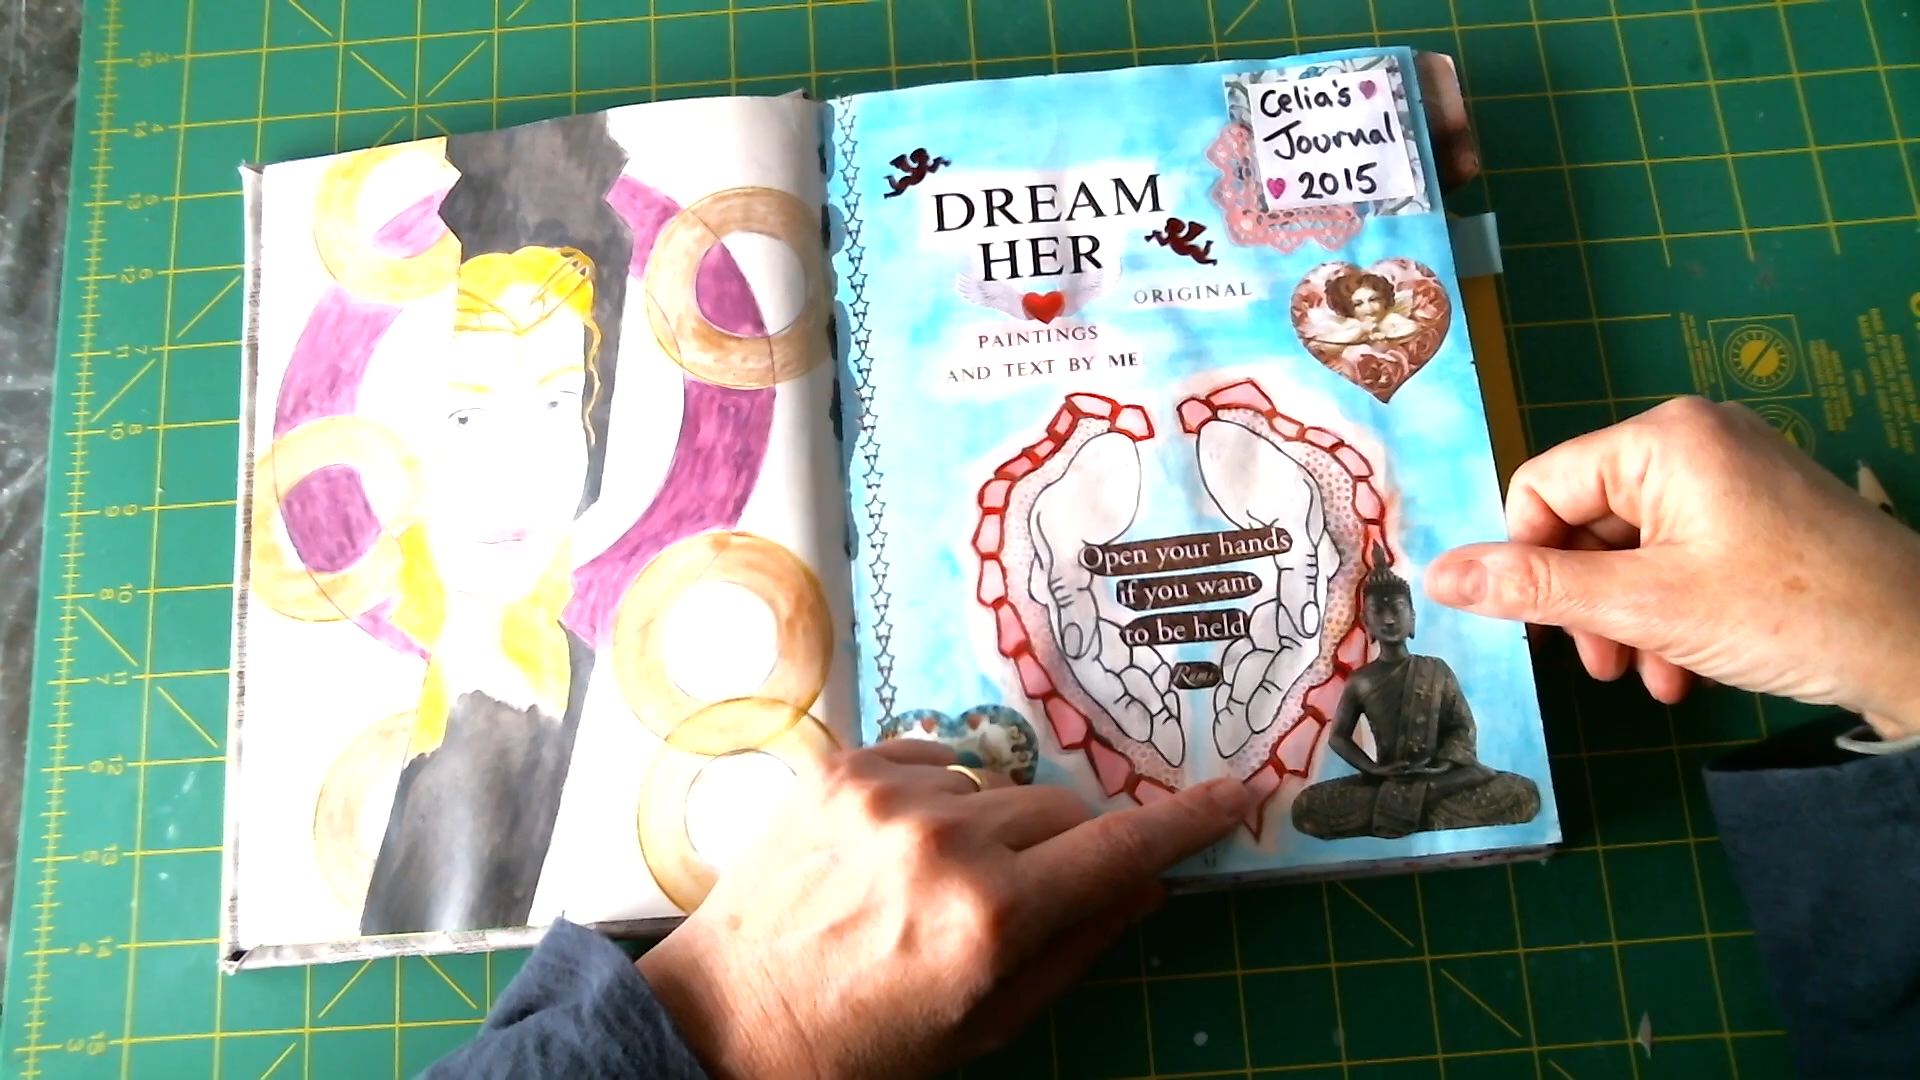 Celia's
Journal
2015
DREAM
HER
ORIGINAL
PAINTINGS
AND TEXT BY ME
Open your hands
if you want
to be held
Rumi